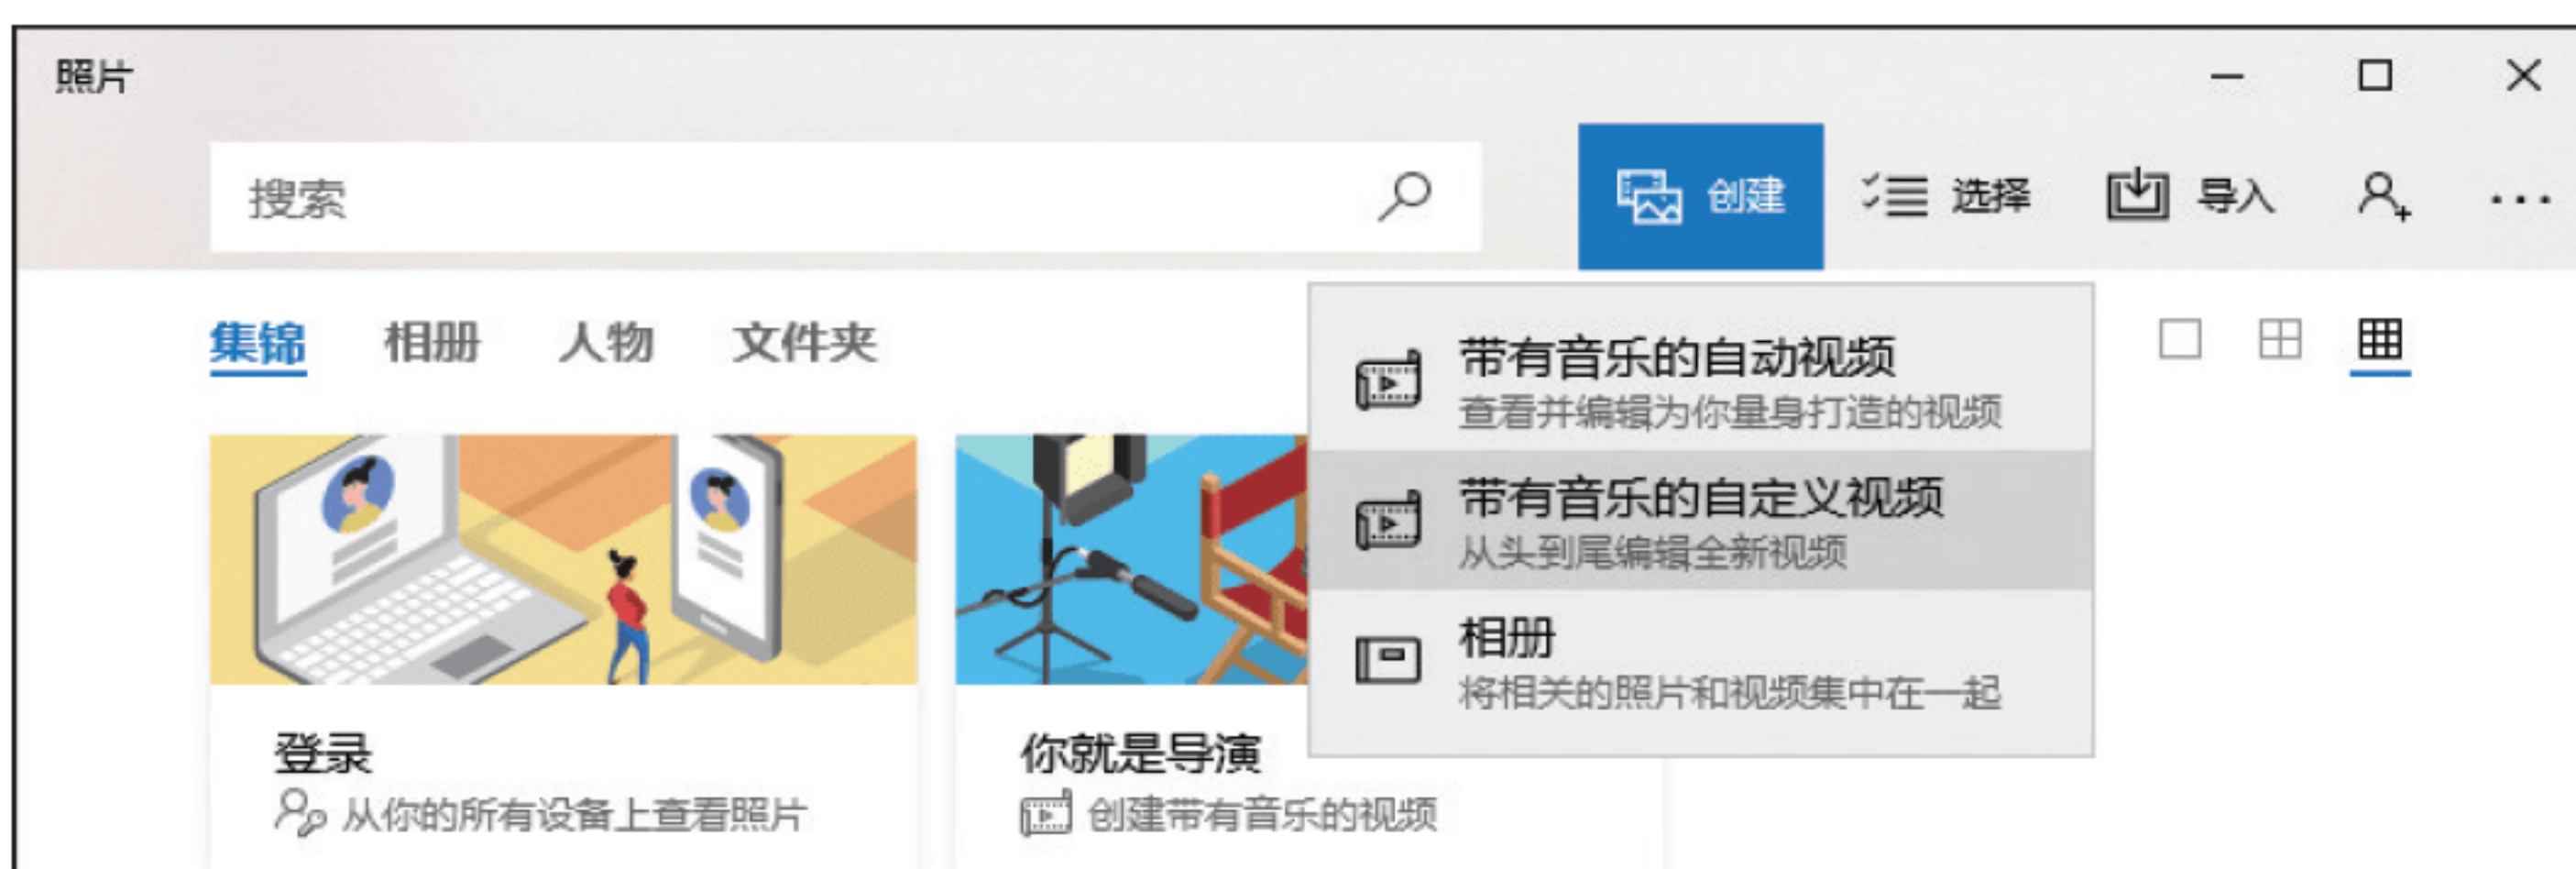 照片
搜索
创建
选择
导入
集锦 相册 人物 文件夹
带有音乐的自动视频
查看并编辑为你量身打造的视频
带有音乐的自定义视频
从头到尾编辑全新视频
相册
将相关的照片和视频集中在一起
登录
从你的所有设备上查看照片
你就是导演
创建带有音乐的视频